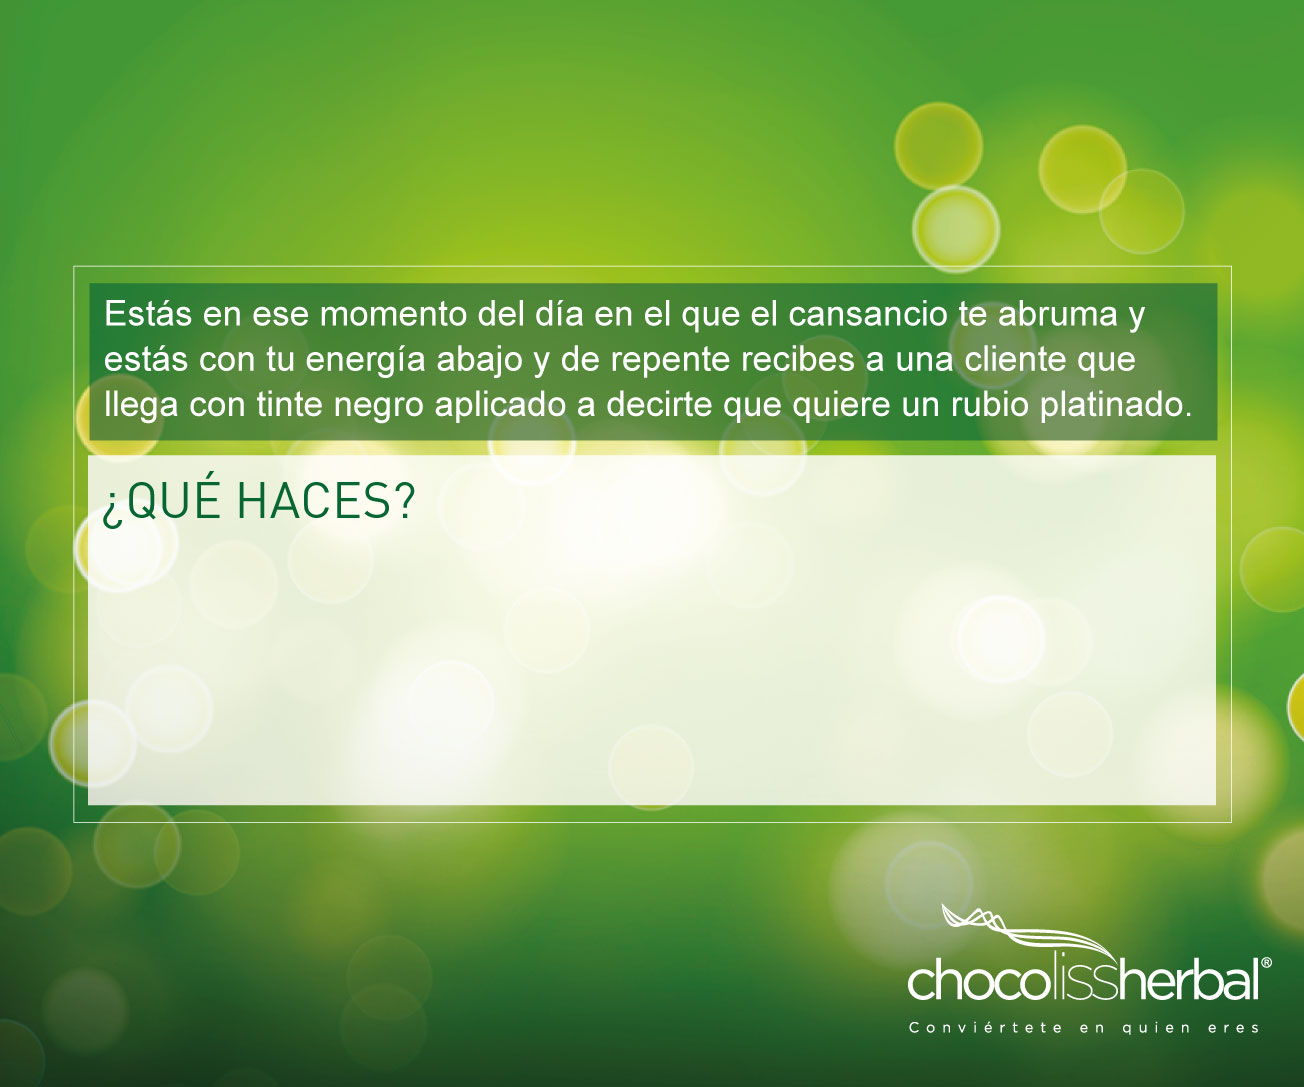 Estás en ese momento del día en el que el cansancio te abruma y
estás con tu energía abajo y de repente recibes a una cliente que
llega con tinte negro aplicado a decirte que quiere un rubio platinado.
¿QUÉ HACES?
chocolissherbal®
Conviértete en quien eres